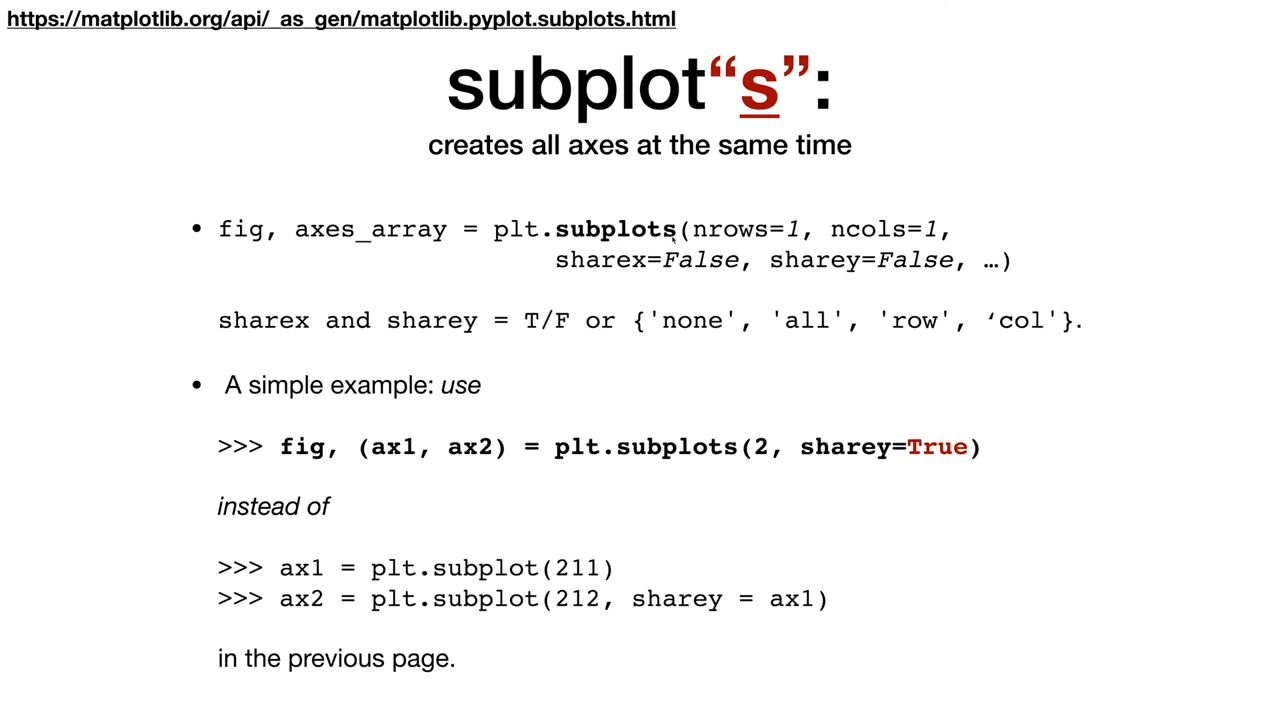 https://matplotlib.org/api/_as_gen/matplotlib.pyplot.subplots.html
subplot“s”:
creates all axes at the same time
• fig, axes_array = plt.subplots(nrows=1, ncols=1,
sharex=False, sharey=False, …)
sharex and sharey = T/F or {'none', 'all', 'row', ‘col'}.
• A simple example: use
>>> fig, (ax1, ax2) = plt.subplots(2, sharey=True)
instead of
>>> ax1 = plt.subplot(211)
>>> ax2 = plt.subplot(212, sharey = ax1)
in the previous page.